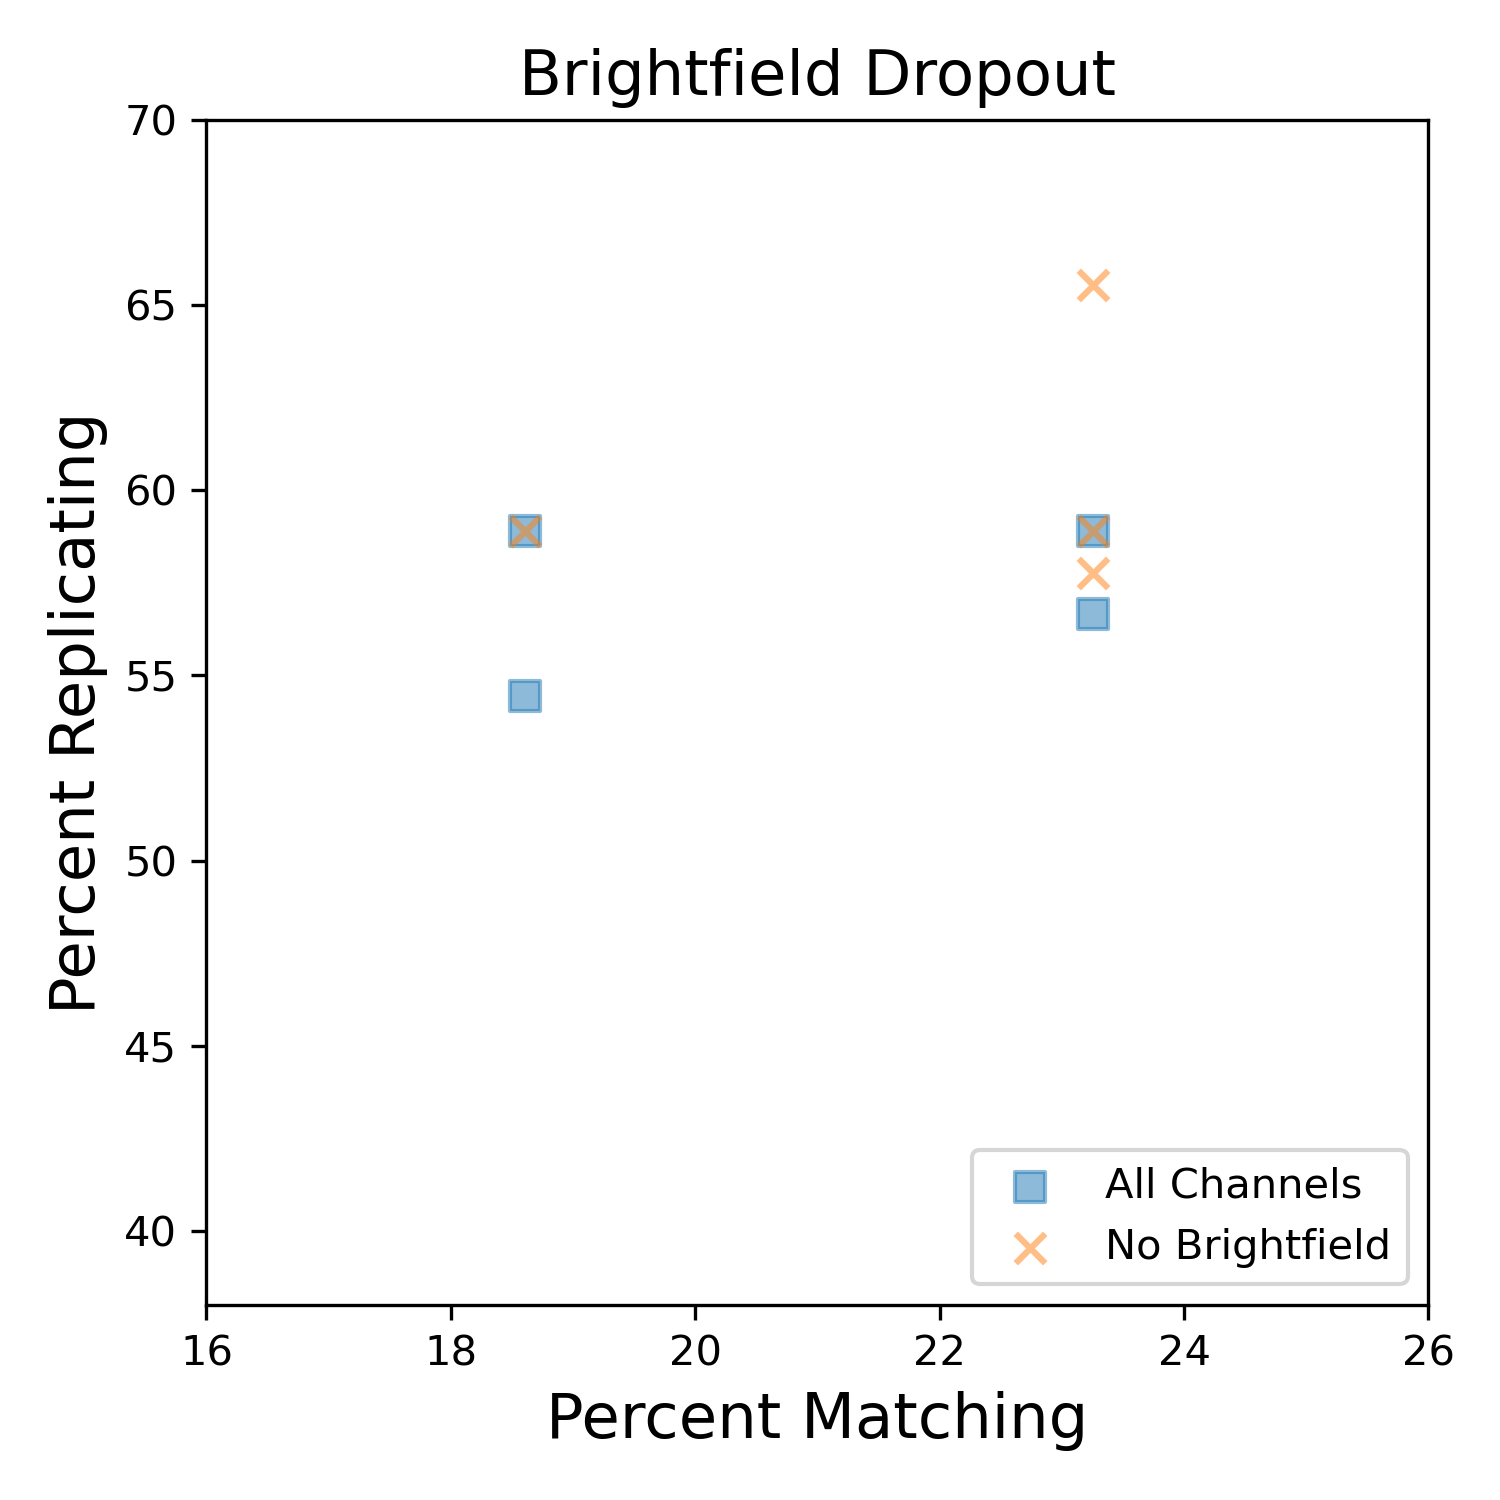 Brightfield Dropout
70
65
60
55
50
45
40
Percent Replicating
All Channels
No Brightfield
16 18 20 22 24 26
Percent Matching